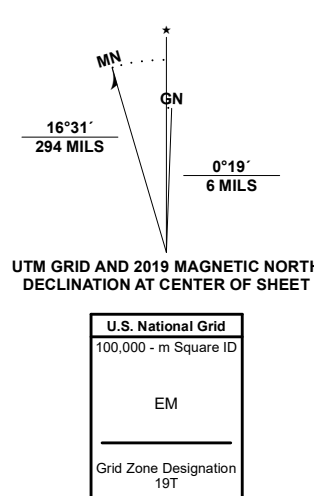 ★
MN
GN
16°31´
294 MILS
0°19´
6 MILS
UTM GRID AND 2019 MAGNETIC NORTH
DECLINATION AT CENTER OF SHEET
U.S. National Grid
100,000 - m Square ID
EM
Grid Zone Designation
19T